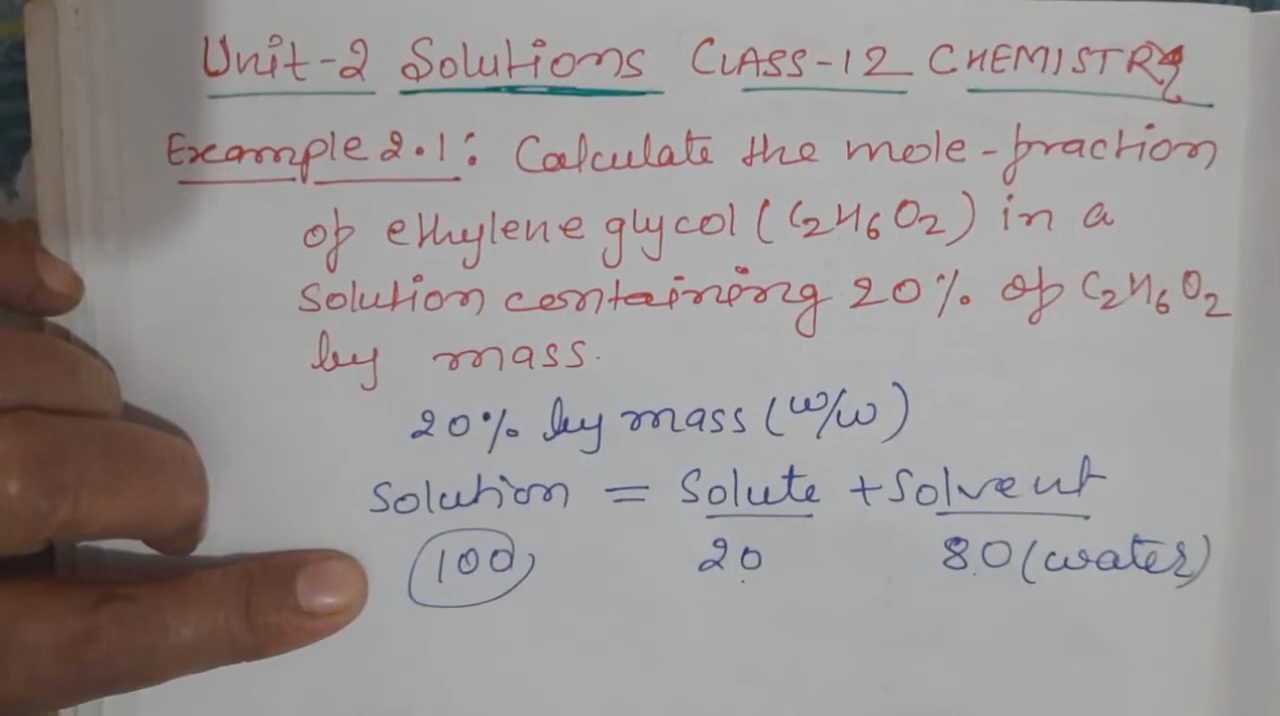 Unit-2 Solutions CLASS-12 CHEMISTRY
Example 2.1: Calculate the mole-fraction
of ethylene glycol (C2H6O2) in a
solution containing 20% of C2H6O2
by mass.
20% by mass (w/w)
Solution = Solute + Solvent
100 20 80 (water)